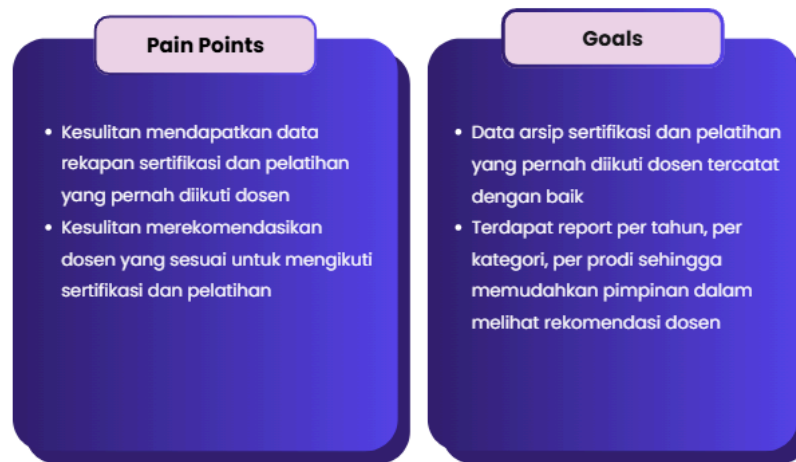 Pain Points
• Kesulitan mendapatkan data
rekapan sertifikasi dan pelatihan
yang pernah diikuti dosen
• Kesulitan merekomendasikan
dosen yang sesuai untuk mengikuti
sertifikasi dan pelatihan
Goals
• Data arsip sertifikasi dan pelatihan
yang pernah diikuti dosen tercatat
dengan baik
• Terdapat report per tahun, per
kategori, per prodi sehingga
memudahkan pimpinan dalam
melihat rekomendasi dosen